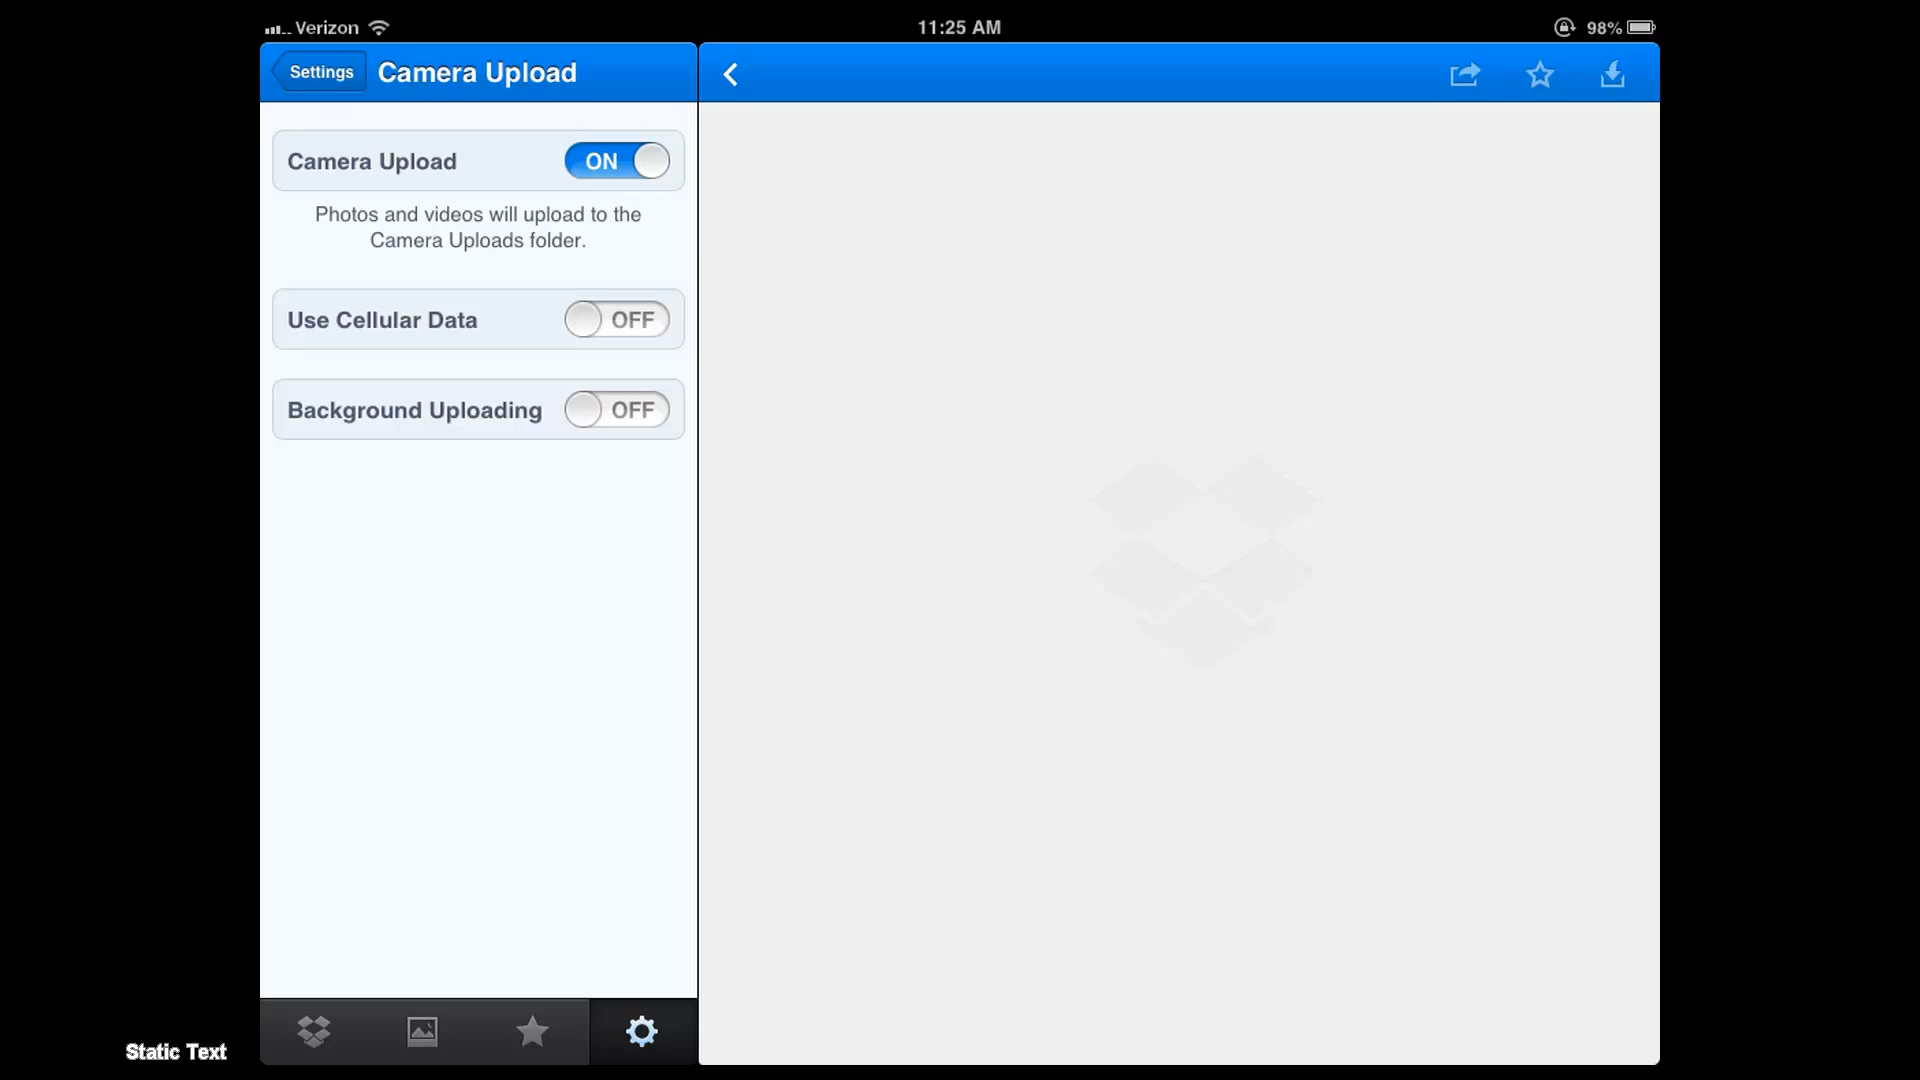 Verizon
11:25 AM
98%
Settings
Camera Upload
Camera Upload
ON
Photos and videos will upload to the
Camera Uploads folder.
Use Cellular Data
OFF
Background Uploading
OFF
Static Text